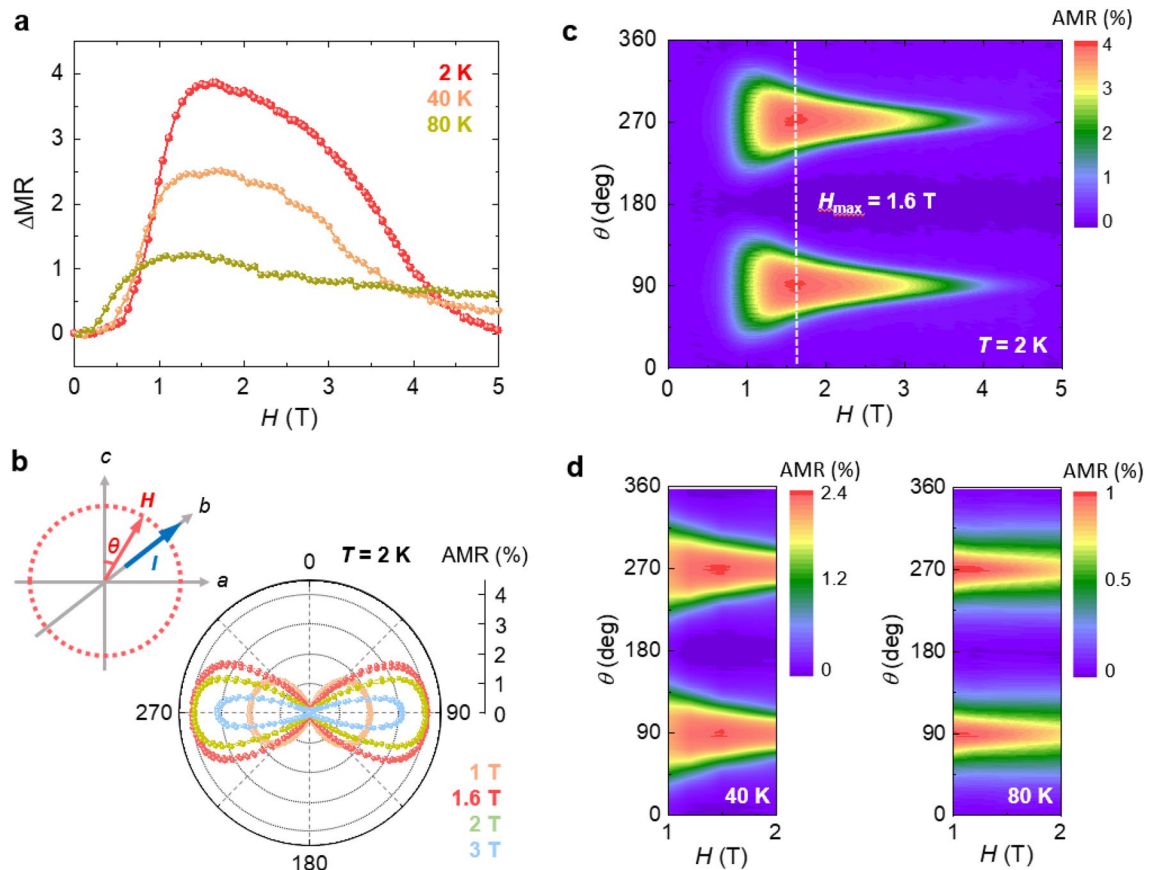 a
ΔMR
4
3
2
1
0
2 K
40 K
80 K
0 1 2 3 4 5
H (T)
b
c
H
b
θ
I
a
T = 2 K
AMR (%)
0
90
180
270
4
3
2
1
0
1 T
1.6 T
2 T
3 T
c
AMR (%)
θ (deg)
360
270
180
90
0
H_max = 1.6 T
T = 2 K
0 1 2 3 4 5
H (T)
4
3
2
1
0
d
AMR (%)
θ (deg)
360
270
180
90
0
40 K
1 2
H (T)
2.4
1.2
0
AMR (%)
θ (deg)
360
270
180
90
0
80 K
1 2
H (T)
1
0.5
0